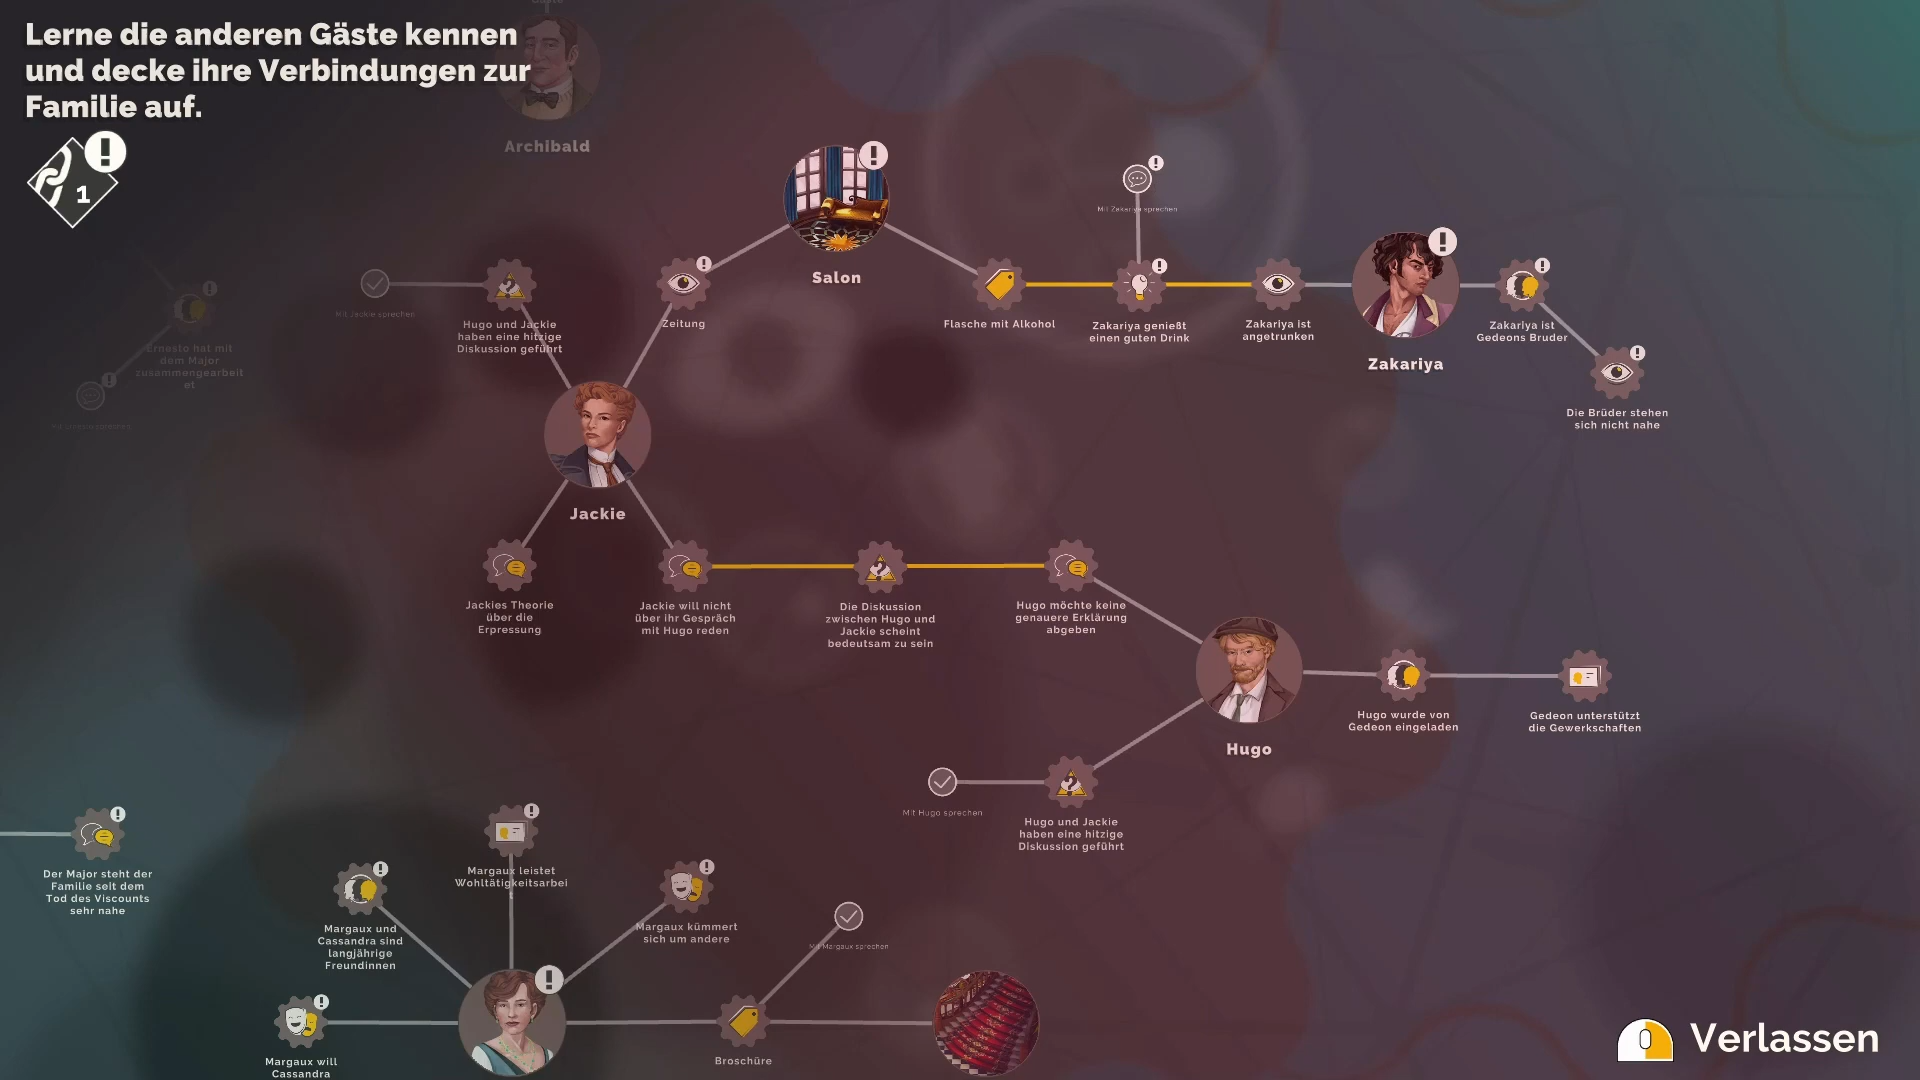 Lerne die anderen Gäste kennen
und decke ihre Verbindungen zur
Familie auf.
1
Archibald
Salon
Mit Zekariya sprechen
Mit Jackie sprechen
Hugo und Jackie
haben eine hitzige
Diskussion geführt
Zeitung
Flasche mit Alkohol
Zakariya genießt
einen guten Drink
Zakariya ist
angetrunken
Zakariya
Zakariya ist
Gedeons Bruder
Ernesto hat mit
dem Major
zusammengearbeit
et
Die Brüder stehen
sich nicht nahe
Jackie
Jackies Theorie
über die
Erpressung
Jackie will nicht
über ihr Gespräch
mit Hugo reden
Die Diskussion
zwischen Hugo und
Jackie scheint
bedeutsam zu sein
Hugo möchte keine
genauere Erklärung
abgeben
Hugo
Hugo wurde von
Gedeon eingeladen
Gedeon unterstützt
die Gewerkschaften
Mit Hugo sprechen
Hugo und Jackie
haben eine hitzige
Diskussion geführt
Der Major steht der
Familie seit dem
Tod des Viscounts
sehr nahe
Margaux leistet
Wohltätigkeitsarbei
t
Margaux und
Cassandra sind
langjährige
Freundinnen
Margaux kümmert
sich um andere
Mit Margaux sprechen
Margaux will
Cassandra
Broschüre
Verlassen